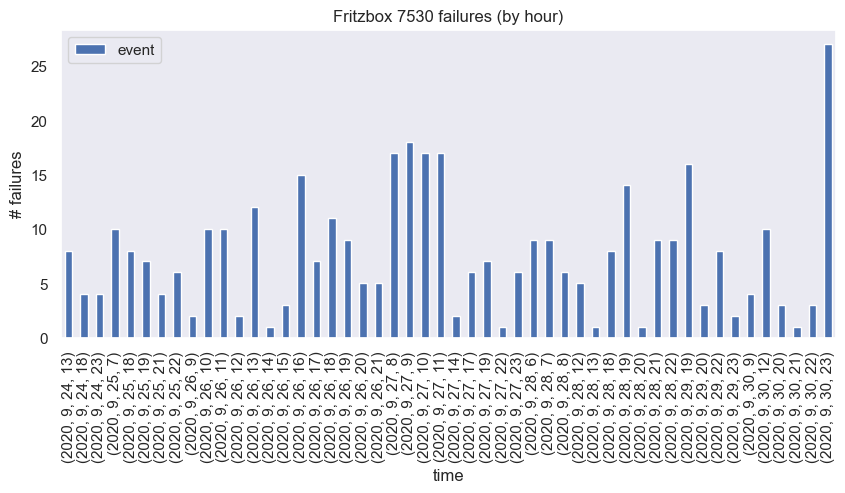 Fritzbox 7530 failures (by hour)
event
# failures
25
20
15
10
5
0
(2020, 9, 24, 13)
(2020, 9, 24, 18)
(2020, 9, 24, 23)
(2020, 9, 25, 7)
(2020, 9, 25, 18)
(2020, 9, 25, 19)
(2020, 9, 25, 21)
(2020, 9, 25, 22)
(2020, 9, 26, 9)
(2020, 9, 26, 10)
(2020, 9, 26, 11)
(2020, 9, 26, 12)
(2020, 9, 26, 13)
(2020, 9, 26, 14)
(2020, 9, 26, 15)
(2020, 9, 26, 16)
(2020, 9, 26, 17)
(2020, 9, 26, 18)
(2020, 9, 26, 19)
(2020, 9, 26, 20)
(2020, 9, 26, 21)
(2020, 9, 27, 8)
(2020, 9, 27, 9)
(2020, 9, 27, 10)
(2020, 9, 27, 11)
(2020, 9, 27, 14)
(2020, 9, 27, 17)
(2020, 9, 27, 19)
(2020, 9, 27, 22)
(2020, 9, 27, 23)
(2020, 9, 28, 6)
(2020, 9, 28, 7)
(2020, 9, 28, 8)
(2020, 9, 28, 12)
(2020, 9, 28, 13)
(2020, 9, 28, 18)
(2020, 9, 28, 19)
(2020, 9, 28, 20)
(2020, 9, 28, 21)
(2020, 9, 28, 22)
(2020, 9, 29, 19)
(2020, 9, 29, 20)
(2020, 9, 29, 22)
(2020, 9, 29, 23)
(2020, 9, 30, 9)
(2020, 9, 30, 12)
(2020, 9, 30, 20)
(2020, 9, 30, 21)
(2020, 9, 30, 22)
(2020, 9, 30, 23)
time